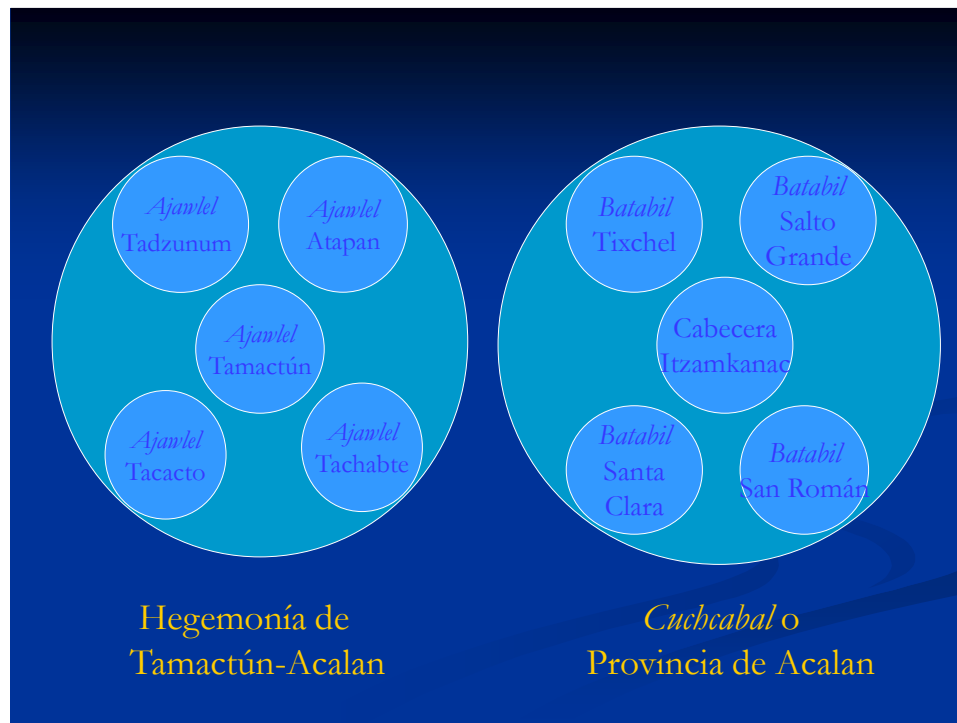 Ajawlel
Tadzunum
Ajawlel
Atapan
Ajawlel
Tamactún
Ajawlel
Tacacto
Ajawlel
Tachabte
Hegemonía de
Tamactún-Acalan
Batabil
Tixchel
Batabil
Salto
Grande
Cabecera
Itzamkanac
Batabil
Santa
Clara
Batabil
San Román
Cuchcabal o
Provincia de Acalan